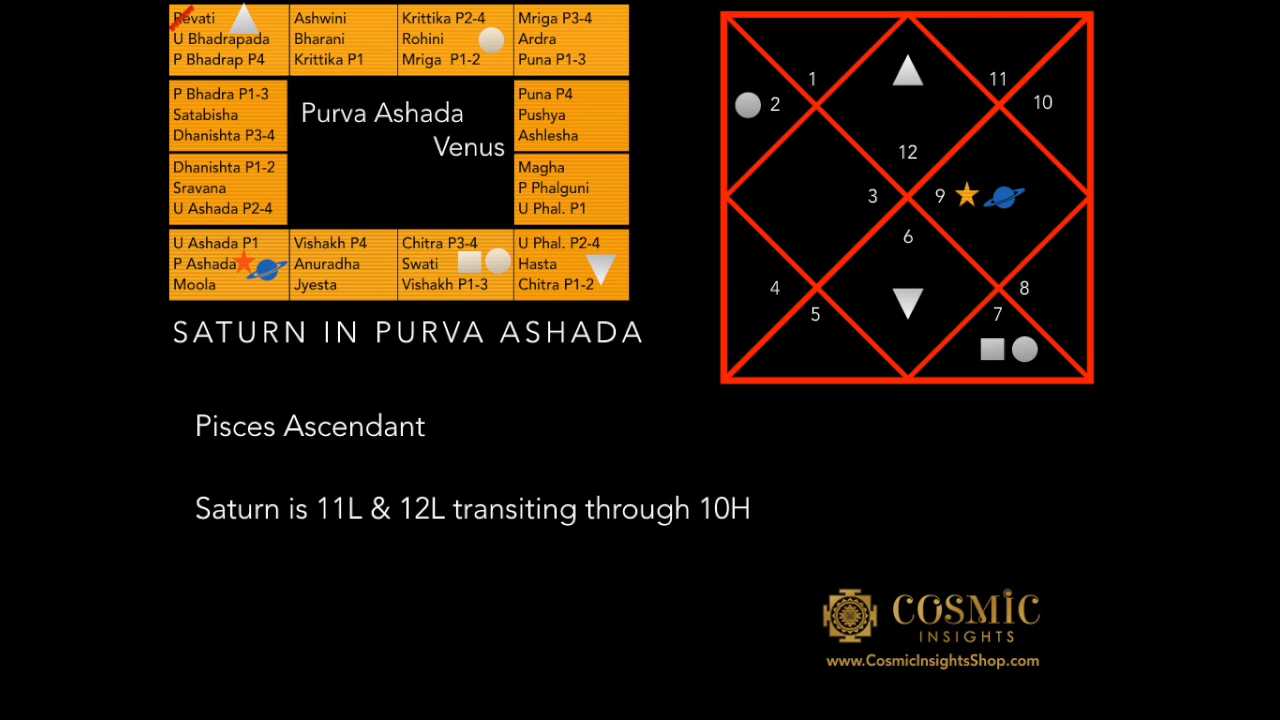 Revati
U Bhadrapada
P Bhadrap P4
Ashwini
Bharani
Krittika P1
Krittika P2-4
Rohini
Mriga P1-2
Mriga P3-4
Ardra
Puna P1-3
P Bhadra P1-3
Satabisha
Dhanishta P3-4
Purva Ashada
Venus
Puna P4
Pushya
Ashlesha
Dhanishta P1-2
Sravana
U Ashada P2-4
Magha
P Phalguni
U Phal. P1
U Ashada P1
P Ashada
Moola
Vishakh P4
Anuradha
Jyesta
Chitra P3-4
Swati
Vishakh P1-3
U Phal. P2-4
Hasta
Chitra P1-2
SATURN IN PURVA ASHADA
1
11
2
10
12
3
9
6
4
8
5
7
Pisces Ascendant
Saturn is 11L & 12L transiting through 10H
COSMIC
INSIGHTS
www.CosmicInsightsShop.com